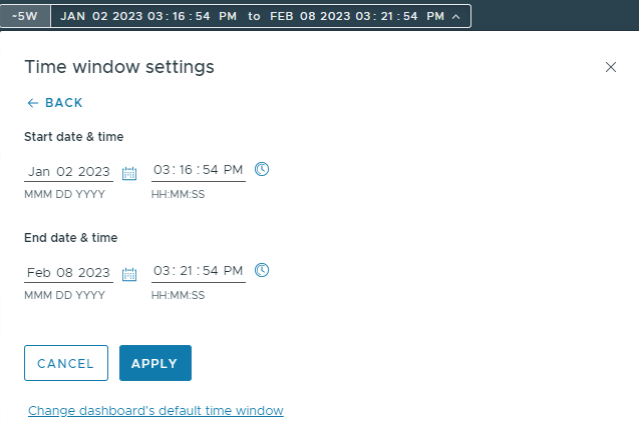 ~5W JAN 02 2023 03:16:54 PM to FEB 08 2023 03:21:54 PM
Time window settings
← BACK
Start date & time
Jan 02 2023 03:16:54 PM
MMM DD YYYY HH:MM:SS
End date & time
Feb 08 2023 03:21:54 PM
MMM DD YYYY HH:MM:SS
CANCEL APPLY
Change dashboard's default time window